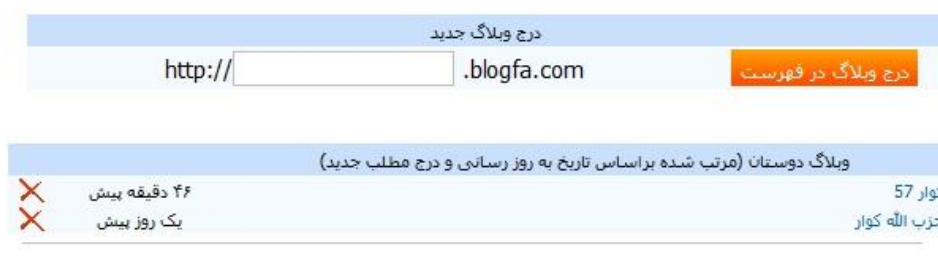 درج وبلاگ جدید
http:// .blogfa.com درج وبلاگ در فهرست
وبلاگ دوستان (مرتب شده براساس تاریخ به روز رسانی و درج مطلب جدید)
کوار 57 ۴۶ دقیقه پیش
حزب الله کوار یک روز پیش